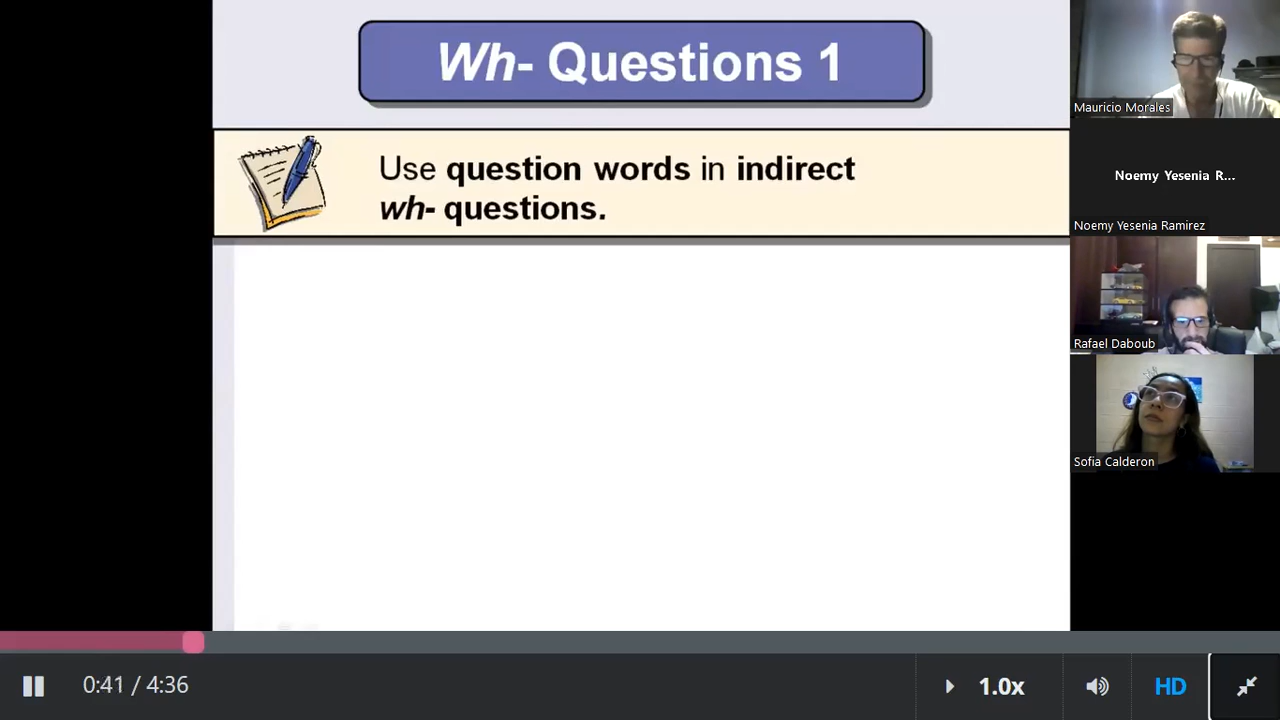 Wh- Questions 1
Use question words in indirect
wh- questions.
Mauricio Morales
Noemy Yesenia R...
Noemy Yesenia Ramirez
Rafael Daboub
Sofia Calderon
0:41 / 4:36
1.0x
HD